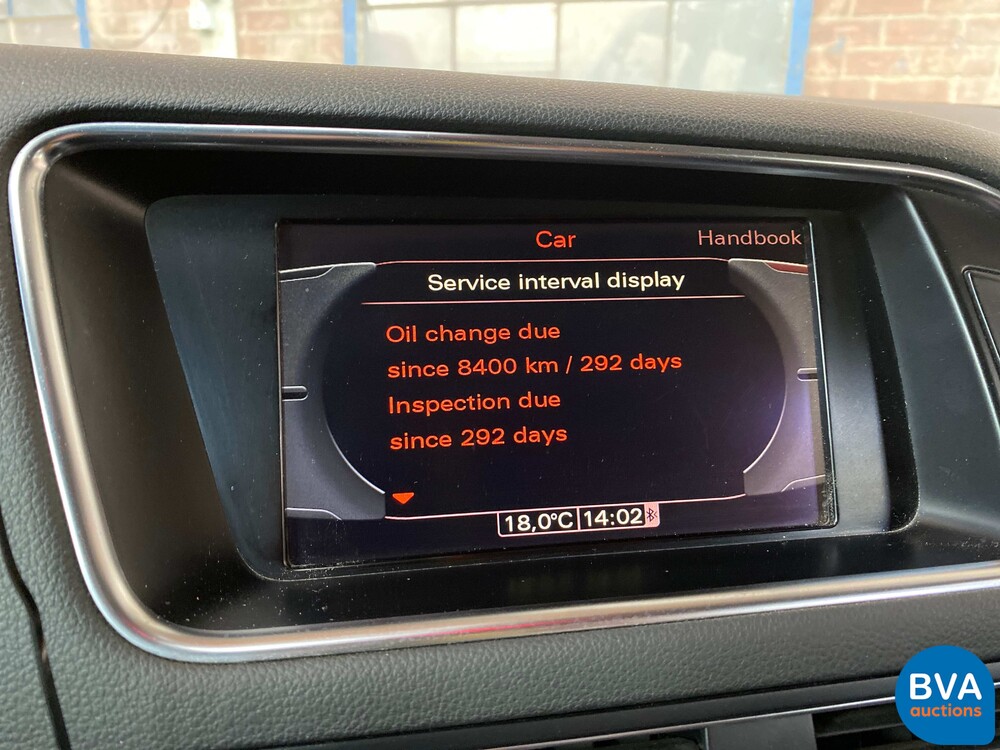 Car
Handbook
Service interval display
Oil change due
since 8400 km / 292 days
Inspection due
since 292 days
18,0°C 14:02
BVA
auctions